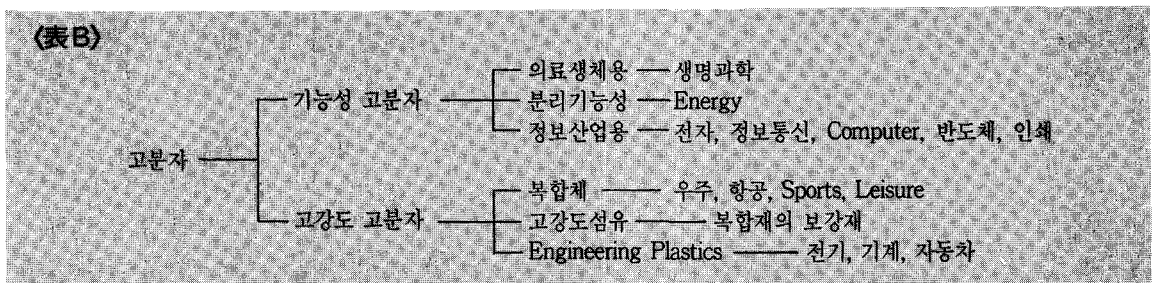 〈表B〉
의료생체용 생명과학
기능성 고분자 분리기능성 Energy
정보산업용 전자, 정보통신, Computer, 반도체, 인쇄
고분자
복합체 우주, 항공, Sports, Leisure
고강도 고분자 고강도섬유 복합재의 보강재
Engineering Plastics 전기, 기계, 자동차